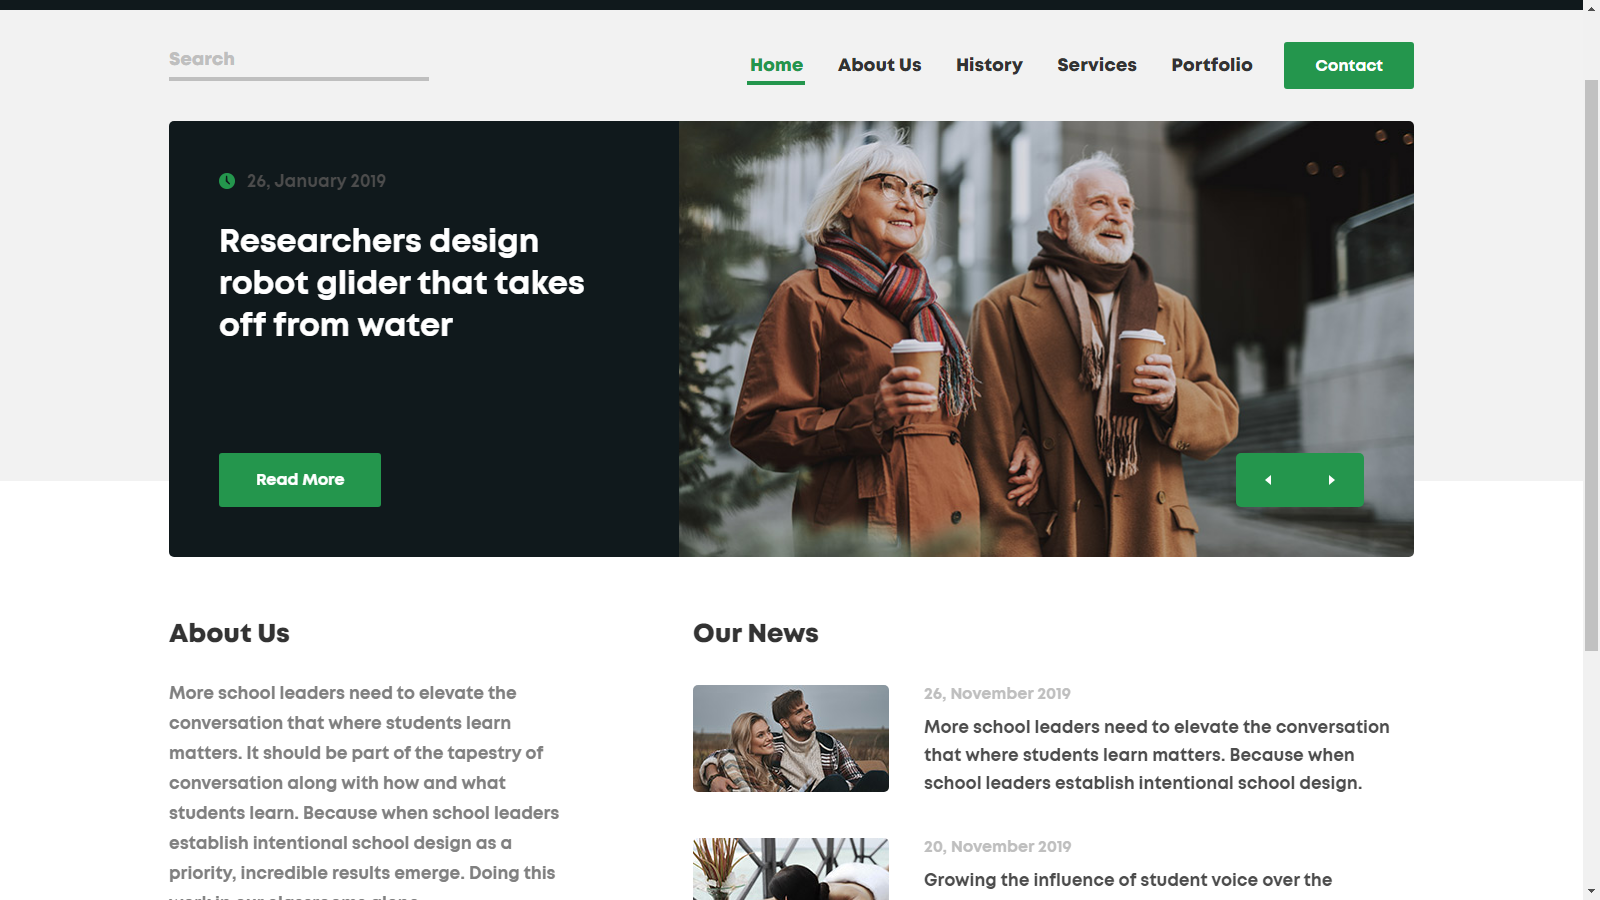 Search
Home
About Us
History
Services
Portfolio
Contact
26, January 2019
Researchers design
robot glider that takes
off from water
Read More
About Us
More school leaders need to elevate the
conversation that where students learn
matters. It should be part of the tapestry of
conversation along with how and what
students learn. Because when school leaders
establish intentional school design as a
priority, incredible results emerge. Doing this
Our News
26, November 2019
More school leaders need to elevate the conversation
that where students learn matters. Because when
school leaders establish intentional school design.
20, November 2019
Growing the influence of student voice over the